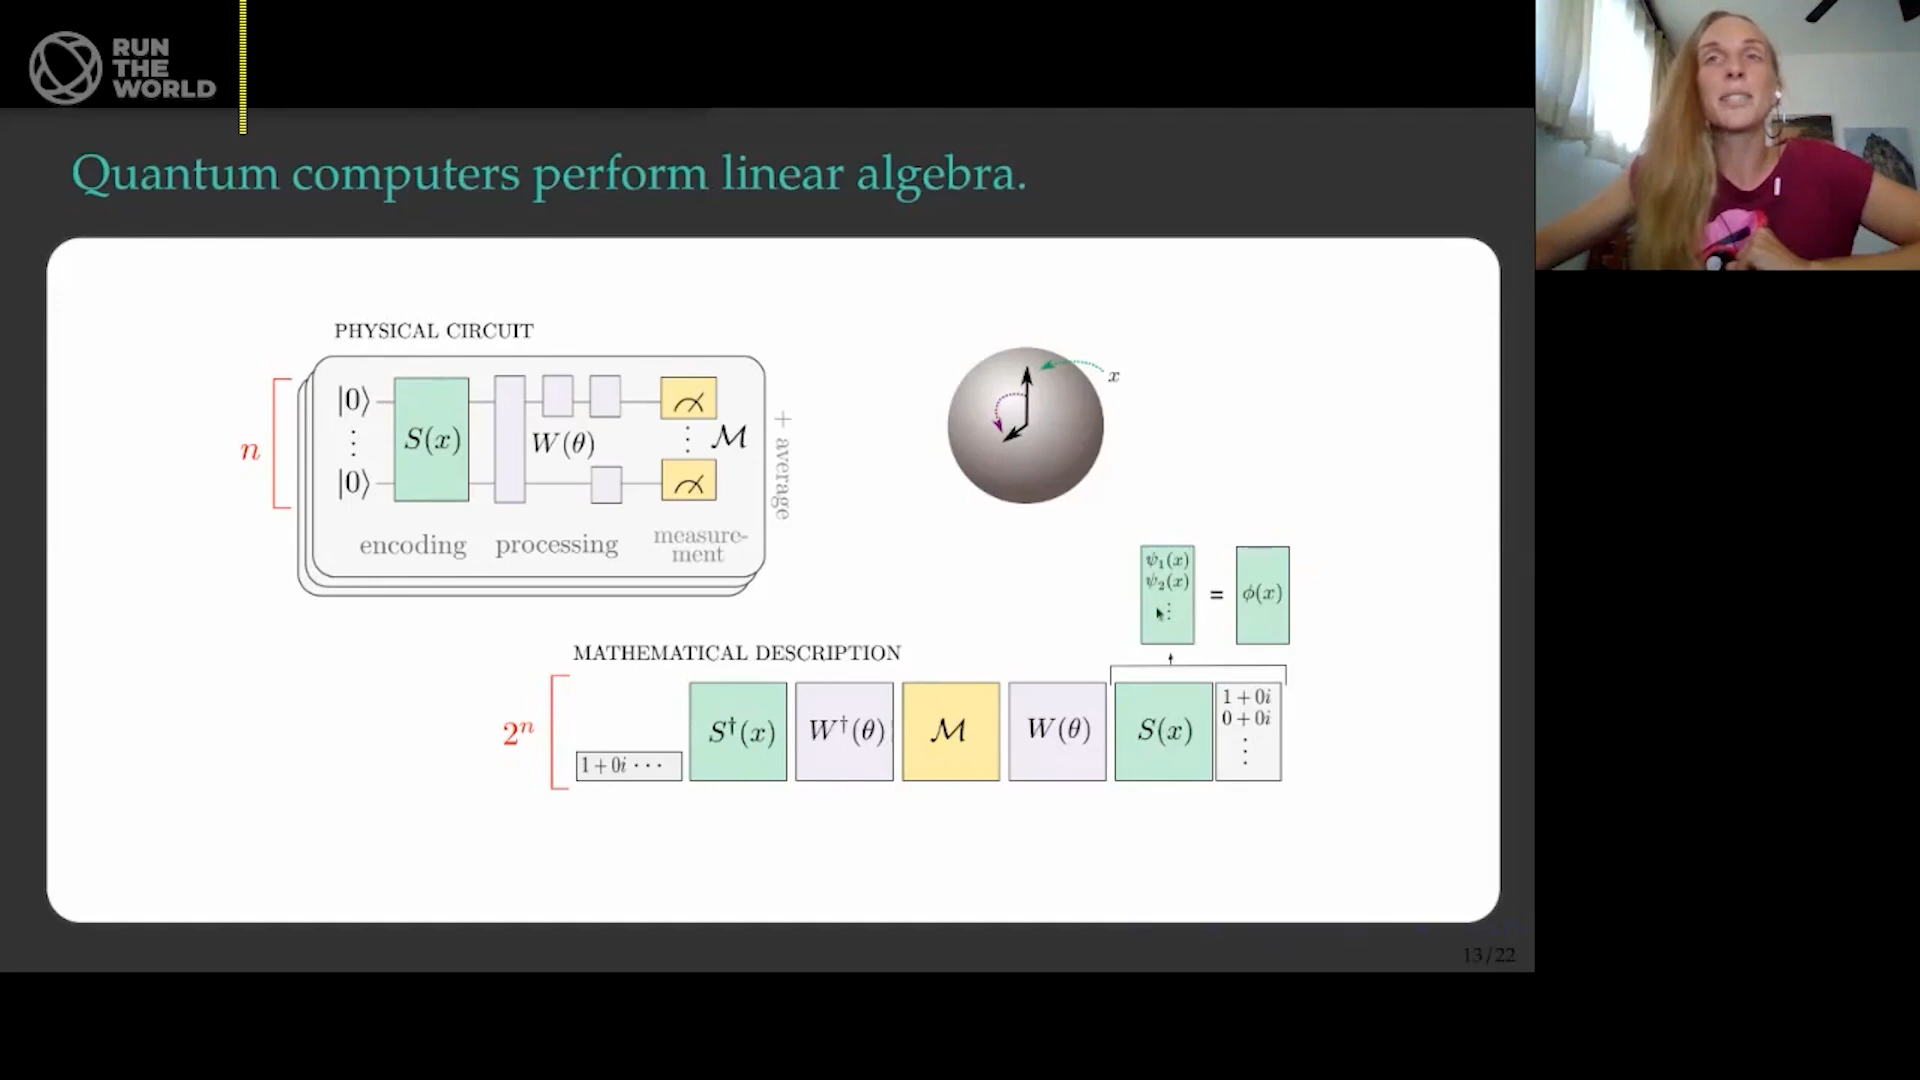 RUN
THE
WORLD
Quantum computers perform linear algebra.
PHYSICAL CIRCUIT
|0⟩
⋮
|0⟩
n
S(x)
W(θ)
ℳ
encoding
processing
measure-
ment
+ average
x
ψ₁(x)
ψ₂(x)
⋮
=
ϕ(x)
MATHEMATICAL DESCRIPTION
2ⁿ
1+0i ⋯
S†(x)
W†(θ)
ℳ
W(θ)
S(x)
1 + 0i
0 + 0i
⋮
13/22